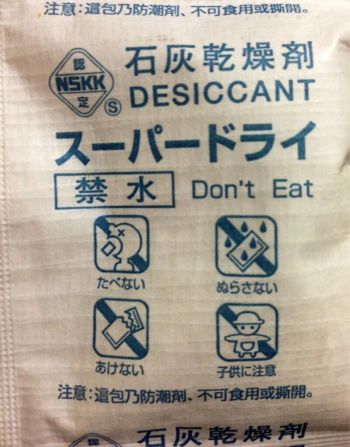 注意：這包乃防潮剤、不可食用或撕開。
認
NSKK
定
S
石灰乾燥剤
DESICCANT
スーパードライ
禁水 Don't Eat
たべない
ぬらさない
あけない
子供に注意
注意：這包乃防潮剤、不可食用或撕開。
認
石灰乾燥剤